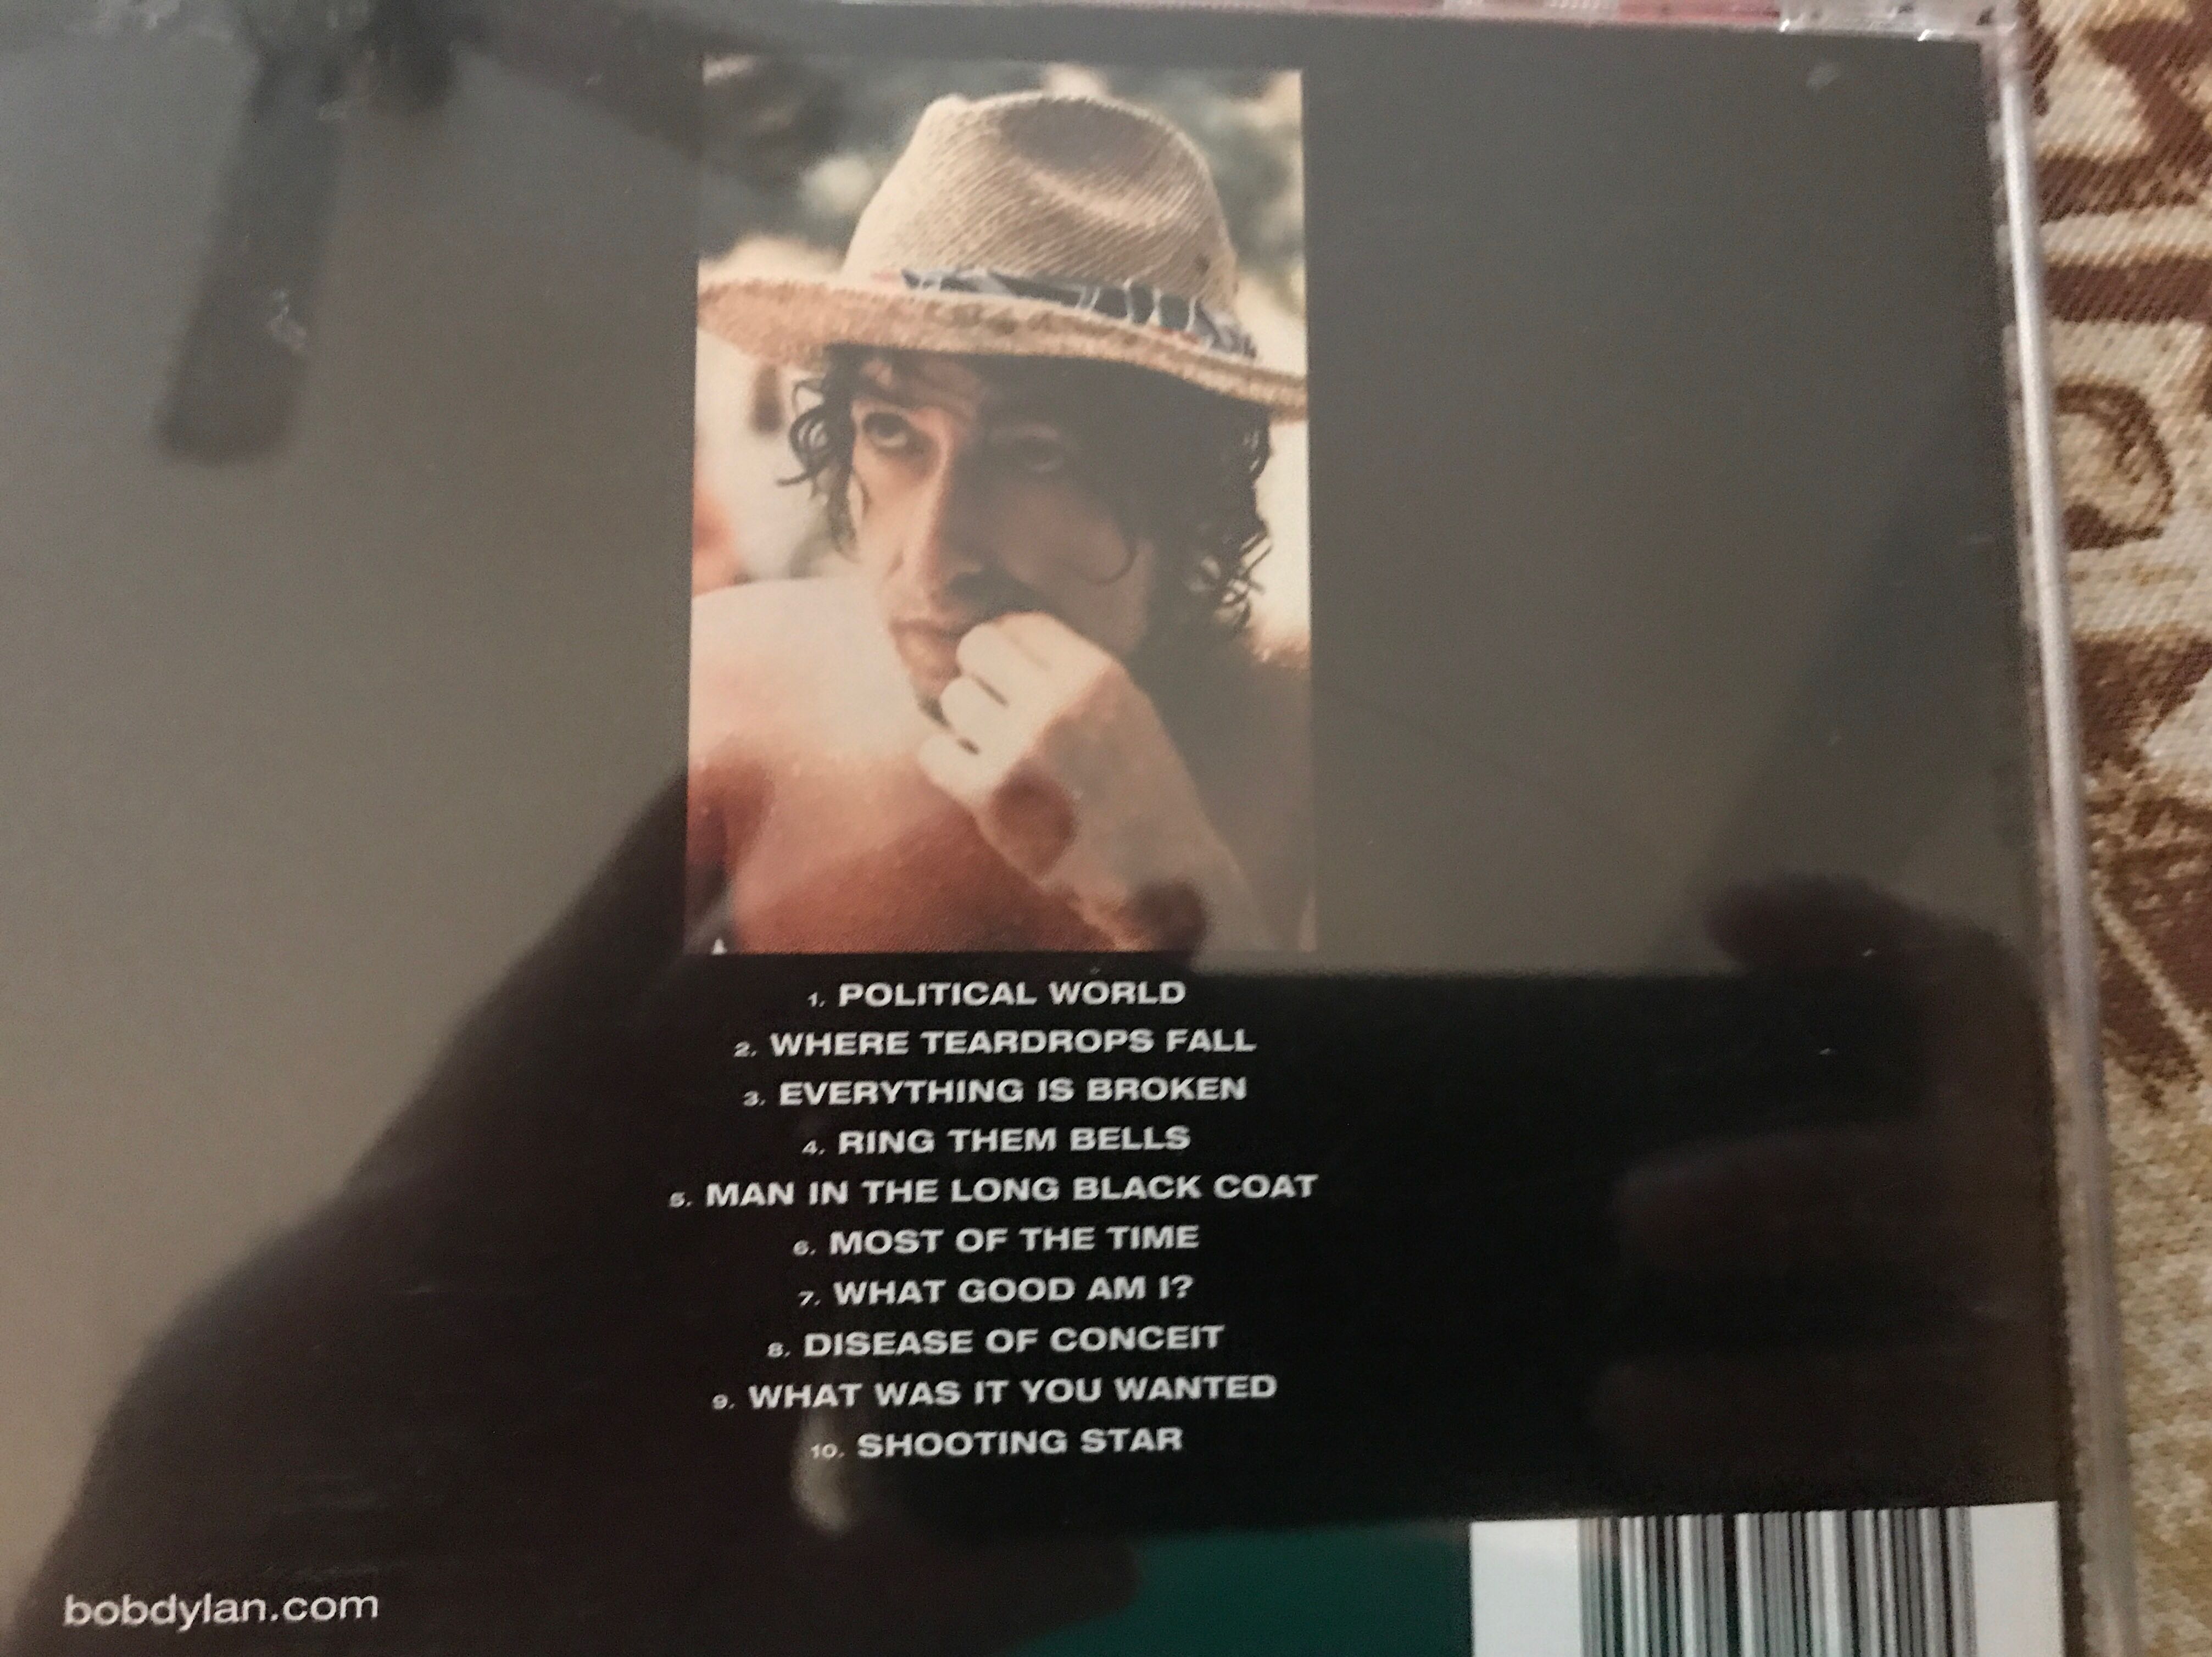 1. POLITICAL WORLD
2. WHERE TEARDROPS FALL
3. EVERYTHING IS BROKEN
4. RING THEM BELLS
5. MAN IN THE LONG BLACK COAT
6. MOST OF THE TIME
7. WHAT GOOD AM I?
8. DISEASE OF CONCEIT
9. WHAT WAS IT YOU WANTED
10. SHOOTING STAR
bobdylan.com